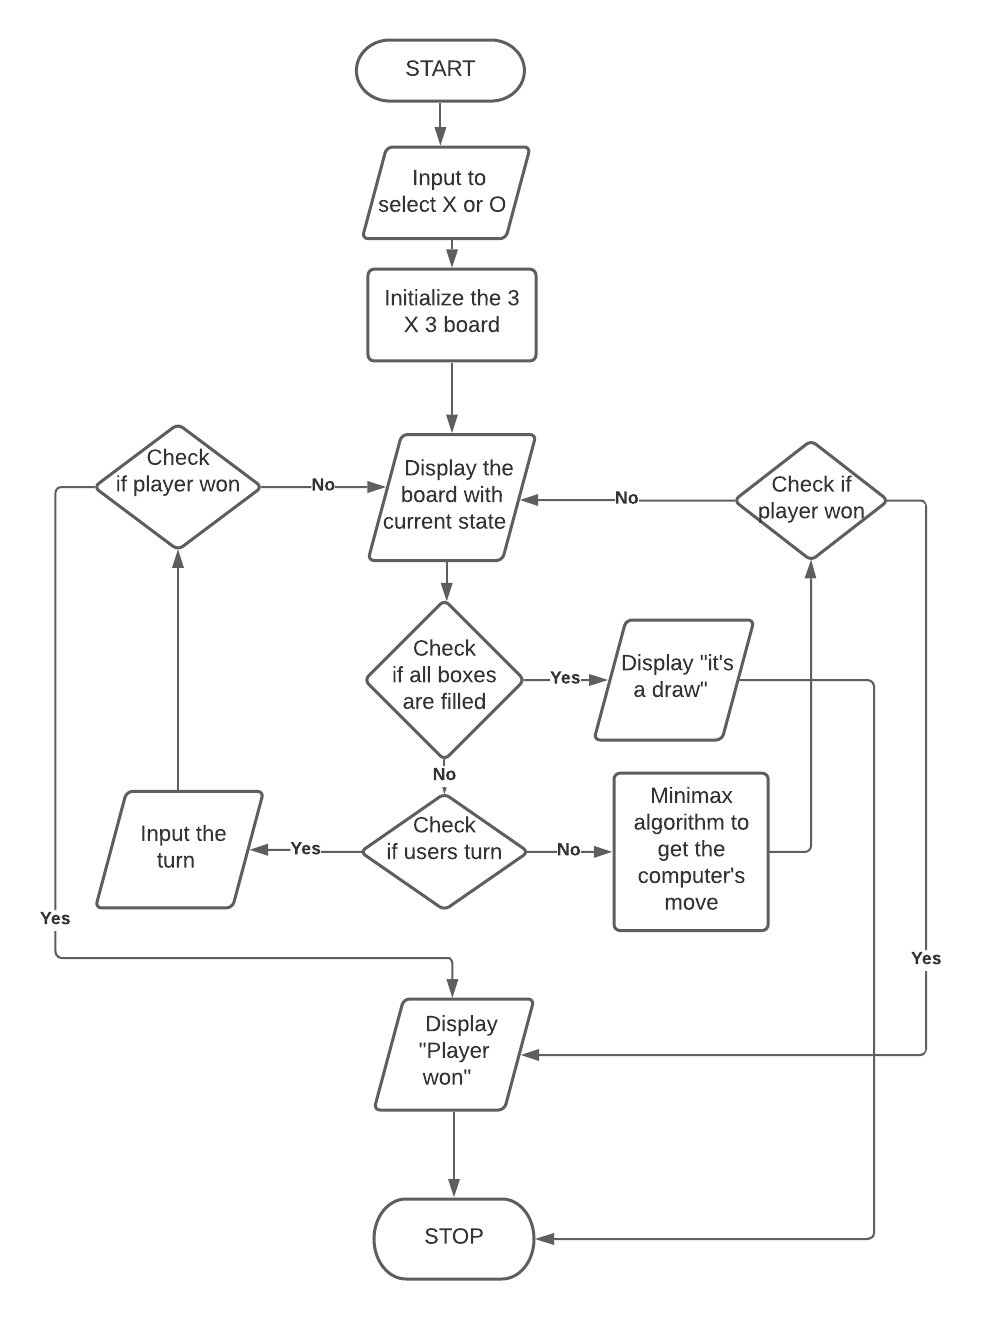 START
Input to
select X or O
Initialize the 3
X 3 board
Check
if player won
No
Display the
board with
current state
No
Check if
player won
Check
if all boxes
are filled
Yes
Display "it's
a draw"
No
Input the
turn
Yes
Check
if users turn
No
Minimax
algorithm to
get the
computer's
move
Yes
Yes
Display
"Player
won"
STOP